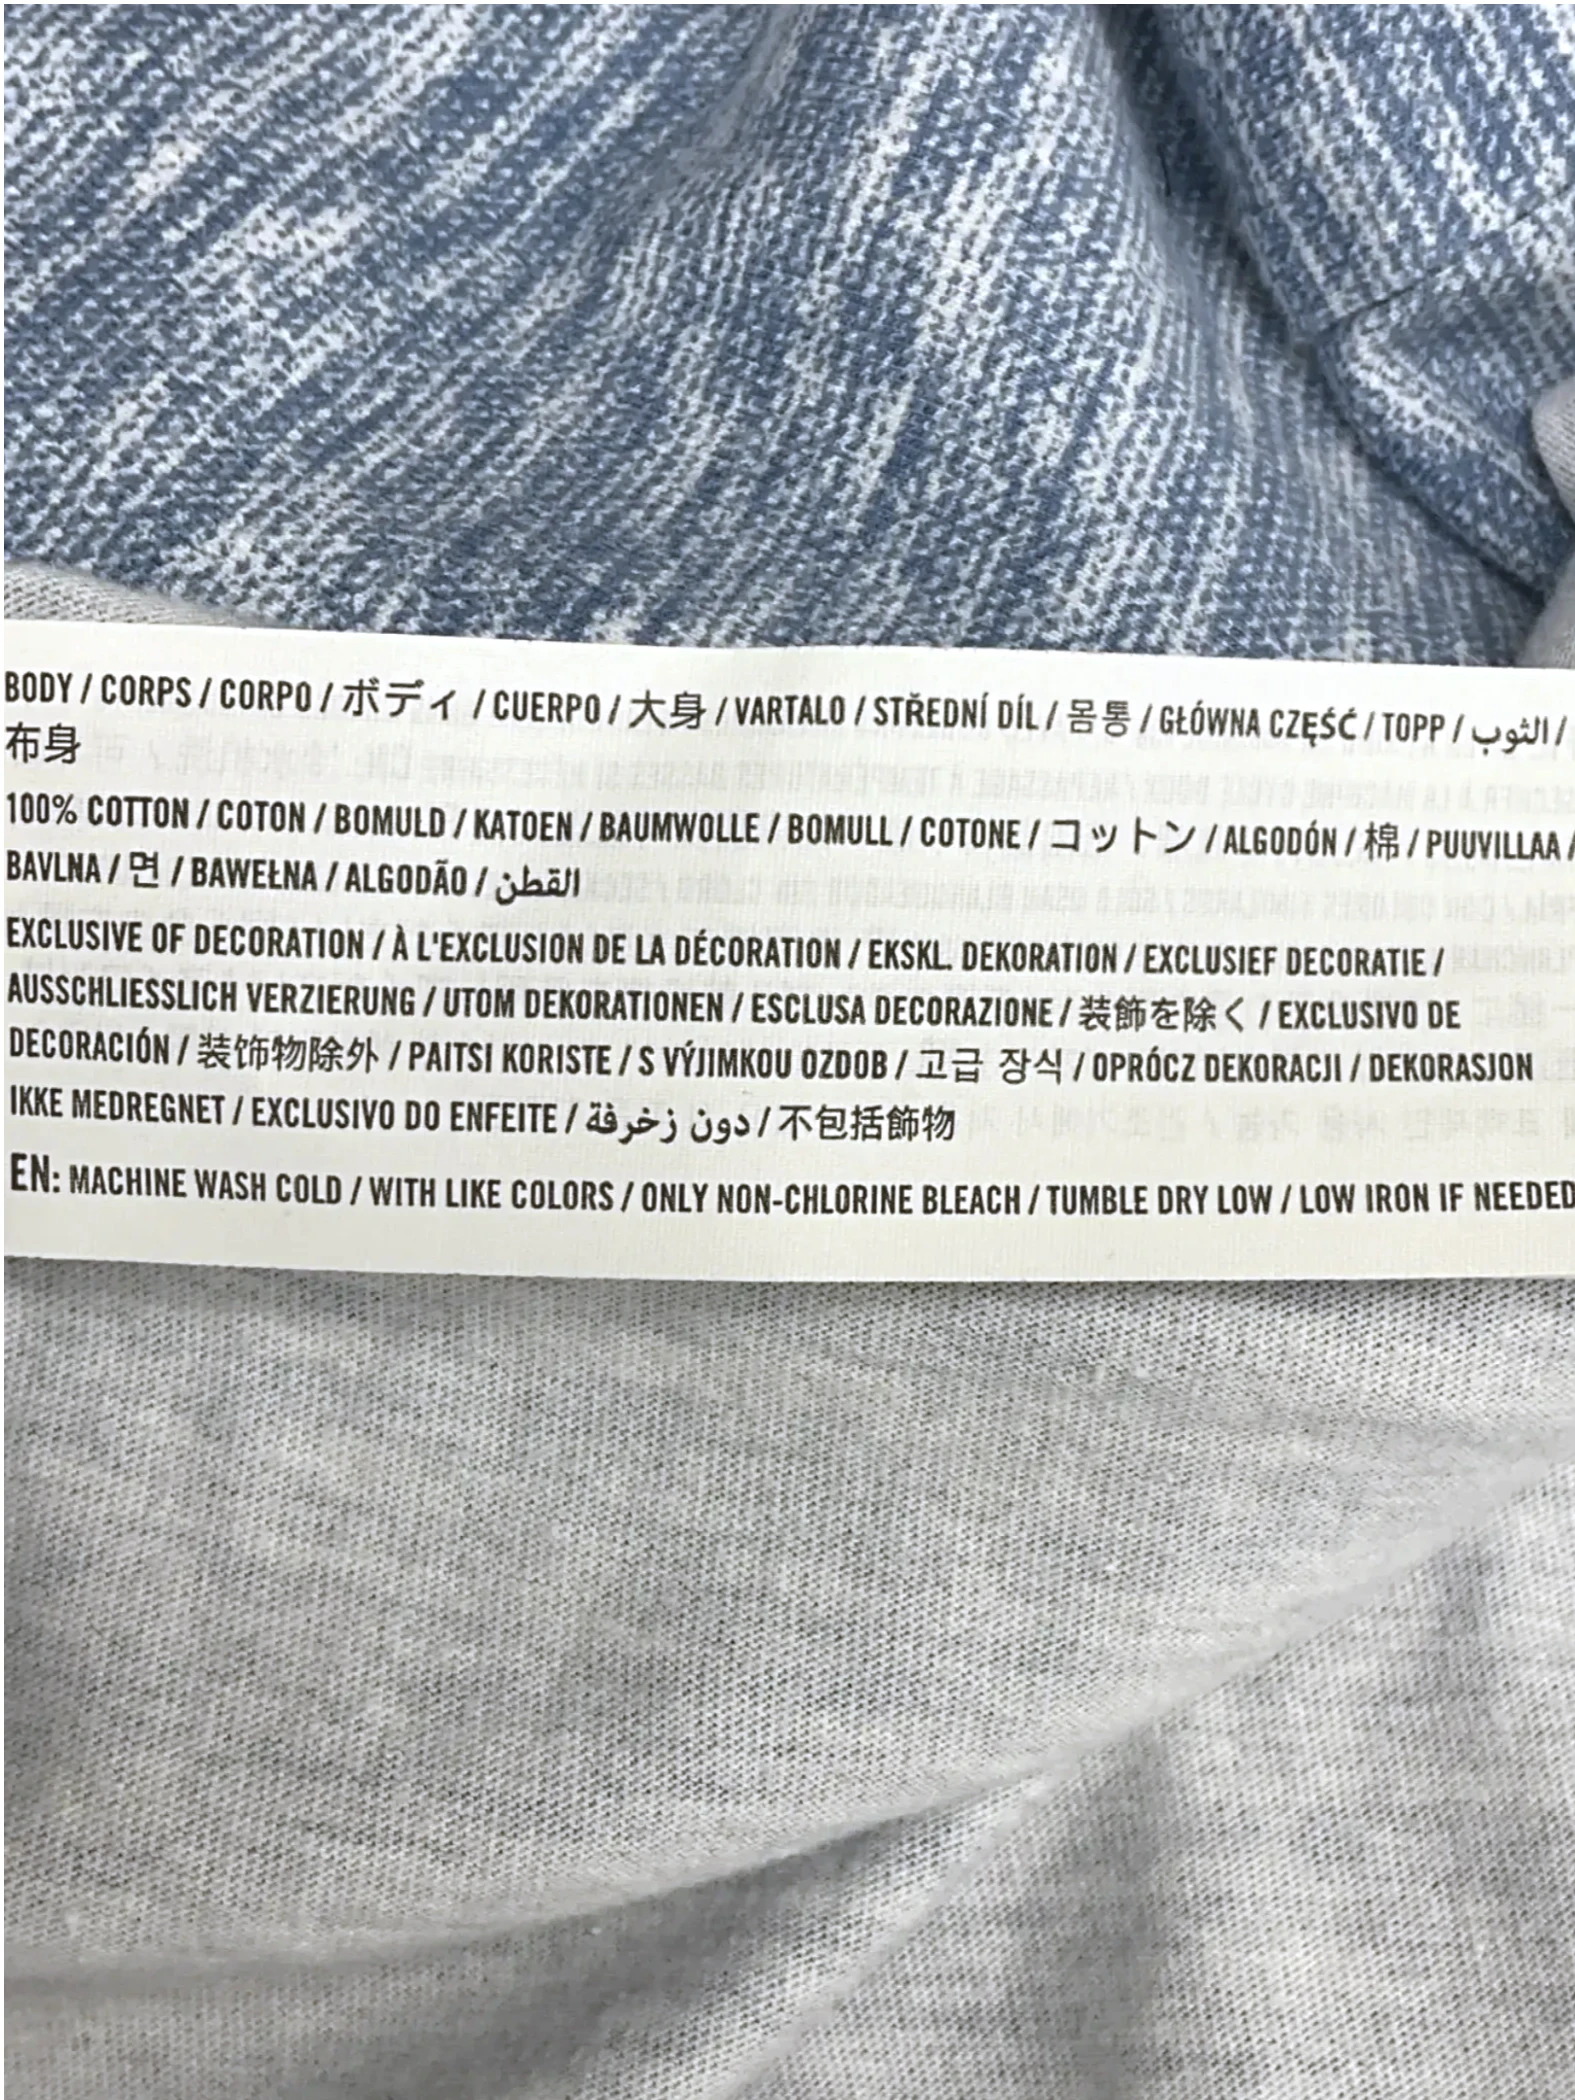 BODY / CORPS / CORPO / ボディ / CUERPO / 大身 / VARTALO / STŘEDNÍ DÍL / 몸통 / GŁÓWNA CZĘŚĆ / TOPP / الثوب /
布身
100% COTTON / COTON / BOMULD / KATOEN / BAUMWOLLE / BOMULL / COTONE / コットン / ALGODÓN / 棉 / PUUVILLAA /
BAVLNA / 면 / BAWEŁNA / ALGODÃO / القطن
EXCLUSIVE OF DECORATION / À L'EXCLUSION DE LA DÉCORATION / EKSKL. DEKORATION / EXCLUSIEF DECORATIE /
AUSSCHLIESSLICH VERZIERUNG / UTOM DEKORATIONEN / ESCLUSA DECORAZIONE / 装飾を除く / EXCLUSIVO DE
DECORACIÓN / 装饰物除外 / PAITSI KORISTE / S VÝJIMKOU OZDOB / 고급 장식 / OPRÓCZ DEKORACJI / DEKORASJON
IKKE MEDREGNET / EXCLUSIVO DO ENFEITE / دون زخرفة / 不包括飾物
EN: MACHINE WASH COLD / WITH LIKE COLORS / ONLY NON-CHLORINE BLEACH / TUMBLE DRY LOW / LOW IRON IF NEEDED